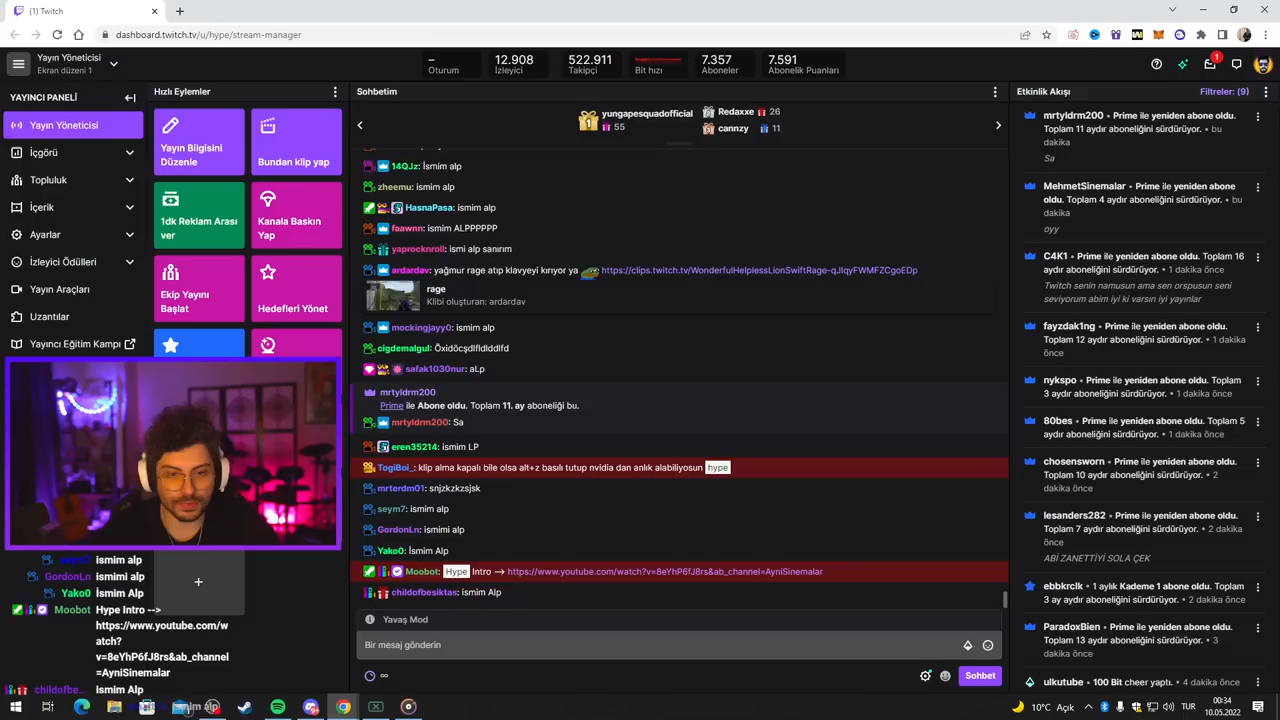 (1) Twitch
dashboard.twitch.tv/u/hype/stream-manager
Yayın Yöneticisi
Ekran düzeni 1
–
Oturum
12.908
İzleyici
522.911
Takipçi
Bit hızı
7.357
Aboneler
7.591
Abonelik Puanları
1
YAYINCI PANELİ
Yayın Yöneticisi
İçgörü
Topluluk
İçerik
Ayarlar
İzleyici Ödülleri
Yayın Araçları
Uzantılar
Yayıncı Eğitim Kampı
Hızlı Eylemler
Yayın Bilgisini
Düzenle
Bundan klip yap
1dk Reklam Arası
ver
Kanala Baskın
Yap
Ekip Yayını
Başlat
Hedefleri Yönet
GordonLn ismimi alp
Yako0 İsmim Alp
Moobot Hype Intro -->
https://www.youtube.com/w
atch?
v=8eYhP6fJ8rs&ab_channel
=AyniSinemalar
childofbe... ismim Alp
Sohbetim
1
yungapesquadofficial
55
Redaxxe 26
cannzy 11
14QJz: İsmim alp
zheemu: ismim alp
HasnaPasa: ismim alp
faawnn: ismim ALPPPPPP
yaprocknroll: ismi alp sanırım
ardardav: yağmur rage atıp klavyeyi kırıyor ya https://clips.twitch.tv/WonderfulHelplessLionSwiftRage-qJIqyFWMFZCgoEDp
rage
Klibi oluşturan: ardardav
mockingjayy0: ismim alp
cigdemalgul: Öxidöcşdlfldlddlfd
safak1030nur: aLp
mrtyldrm200
Prime ile Abone oldu. Toplam 11. ay aboneliği bu.
mrtyldrm200: Sa
eren35214: ismim LP
TogiBoi_: klip alma kapalı bile olsa alt+z basılı tutup nvidia dan anlık alabiliyosun hype
mrterdm01: snjzkzkzsjsk
seym7: ismim alp
GordonLn: ismimi alp
Yako0: İsmim Alp
Moobot: Hype Intro --> https://www.youtube.com/watch?v=8eYhP6fJ8rs&ab_channel=AyniSinemalar
childofbesiktas: ismim Alp
Yavaş Mod
Bir mesaj gönderin
Sohbet
Etkinlik Akışı
Filtreler: (9)
mrtyldrm200 • Prime ile yeniden abone oldu.
Toplam 11 aydır aboneliğini sürdürüyor. • bu
dakika
Sa
MehmetSinemalar • Prime ile yeniden abone
oldu. Toplam 4 aydır aboneliğini sürdürüyor. • bu
dakika
oyy
C4K1 • Prime ile yeniden abone oldu. Toplam 16
aydır aboneliğini sürdürüyor. • 1 dakika önce
Twitch senin namusun ama sen orspusun seni
seviyorum abim iyi ki varsın iyi yayınlar
fayzdak1ng • Prime ile yeniden abone oldu.
Toplam 12 aydır aboneliğini sürdürüyor. • 1 dakika
önce
nykspo • Prime ile yeniden abone oldu. Toplam
3 aydır aboneliğini sürdürüyor. • 1 dakika önce
80bes • Prime ile yeniden abone oldu. Toplam 5
aydır aboneliğini sürdürüyor. • 1 dakika önce
chosensworn • Prime ile yeniden abone oldu.
Toplam 10 aydır aboneliğini sürdürüyor. • 2
dakika önce
lesanders282 • Prime ile yeniden abone oldu.
Toplam 7 aydır aboneliğini sürdürüyor. • 2 dakika
önce
ABİ ZANETTİYİ SOLA ÇEK
ebbkrclk • 1 aylık Kademe 1 abone oldu. Toplam
3 ay aydır aboneliğini sürdürüyor. • 2 dakika önce
ParadoxBien • Prime ile yeniden abone oldu.
Toplam 13 aydır aboneliğini sürdürüyor. • 3
dakika önce
ulkutube • 100 Bit cheer yaptı. • 4 dakika önce
10°C Açık
TUR
00:34
10.05.2022